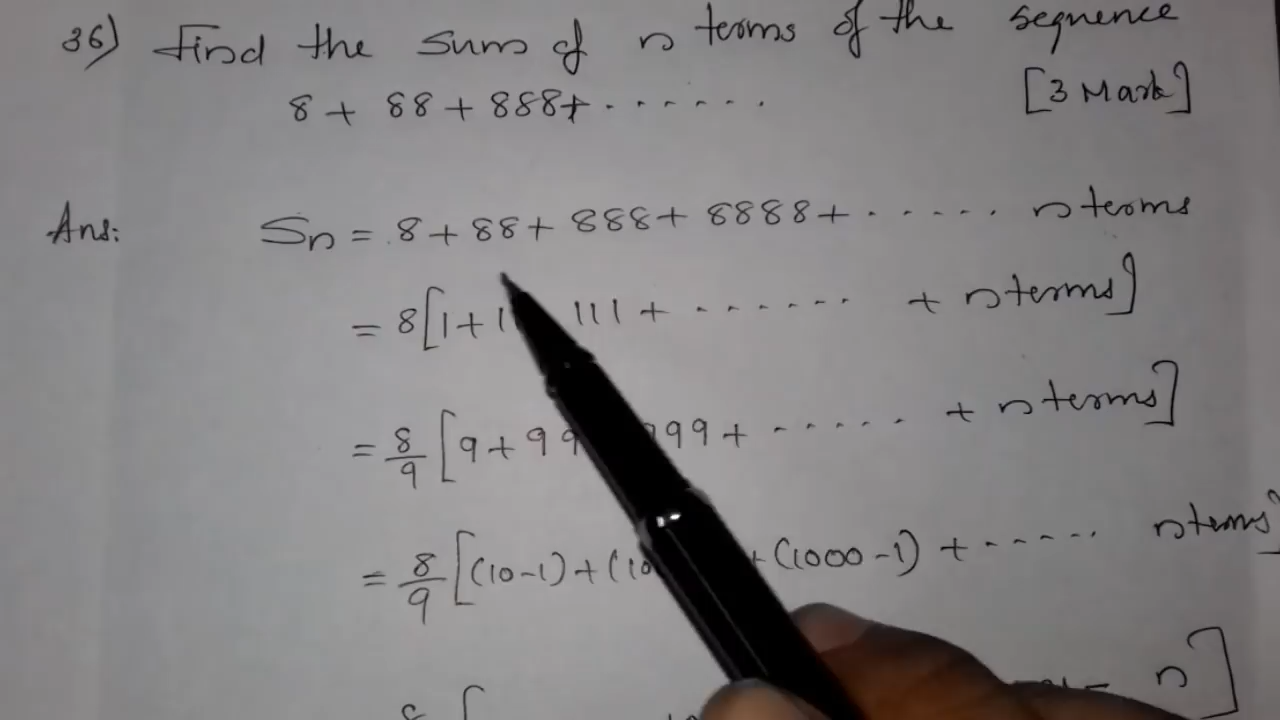 36) Find the sum of n terms of the sequence
8 + 88 + 888 + ...... [3 Mark]
Ans: Sn = 8 + 88 + 888 + 8888 + ...... n terms
= 8[1 + 1 111 + ....... + n terms]
= 8/9 [9 + 99 999 + ...... + n terms]
= 8/9 [(10-1) + (10 + (1000-1) + ...... n terms]
n]